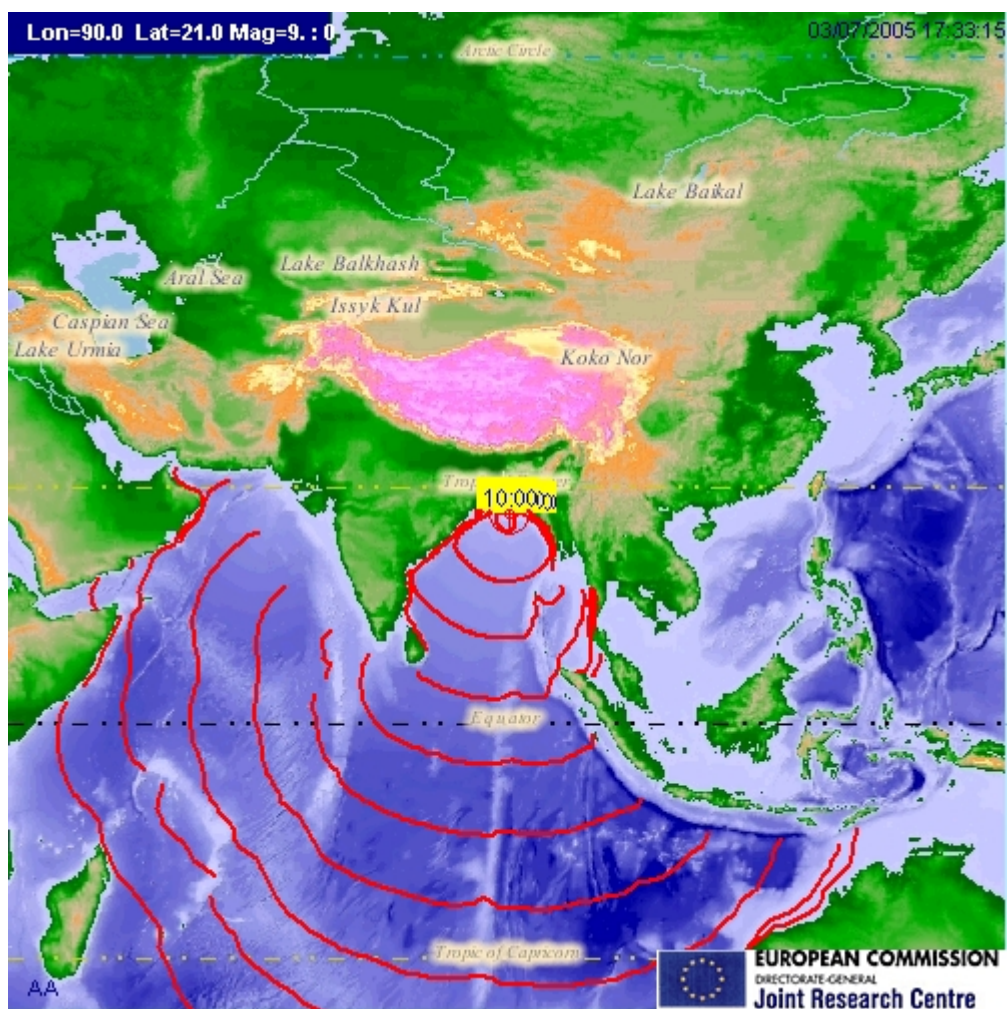 Lon=90.0 Lat=21.0 Mag=9. : 0
03/07/2005 17:33:15
Arctic Circle
Lake Baikal
Lake Balkhash
Aral Sea
Issyk Kul
Caspian Sea
Lake Urmia
Koko Nor
10:00
Equator
Tropic of Capricorn
AA
EUROPEAN COMMISSION
DIRECTORATE-GENERAL
Joint Research Centre